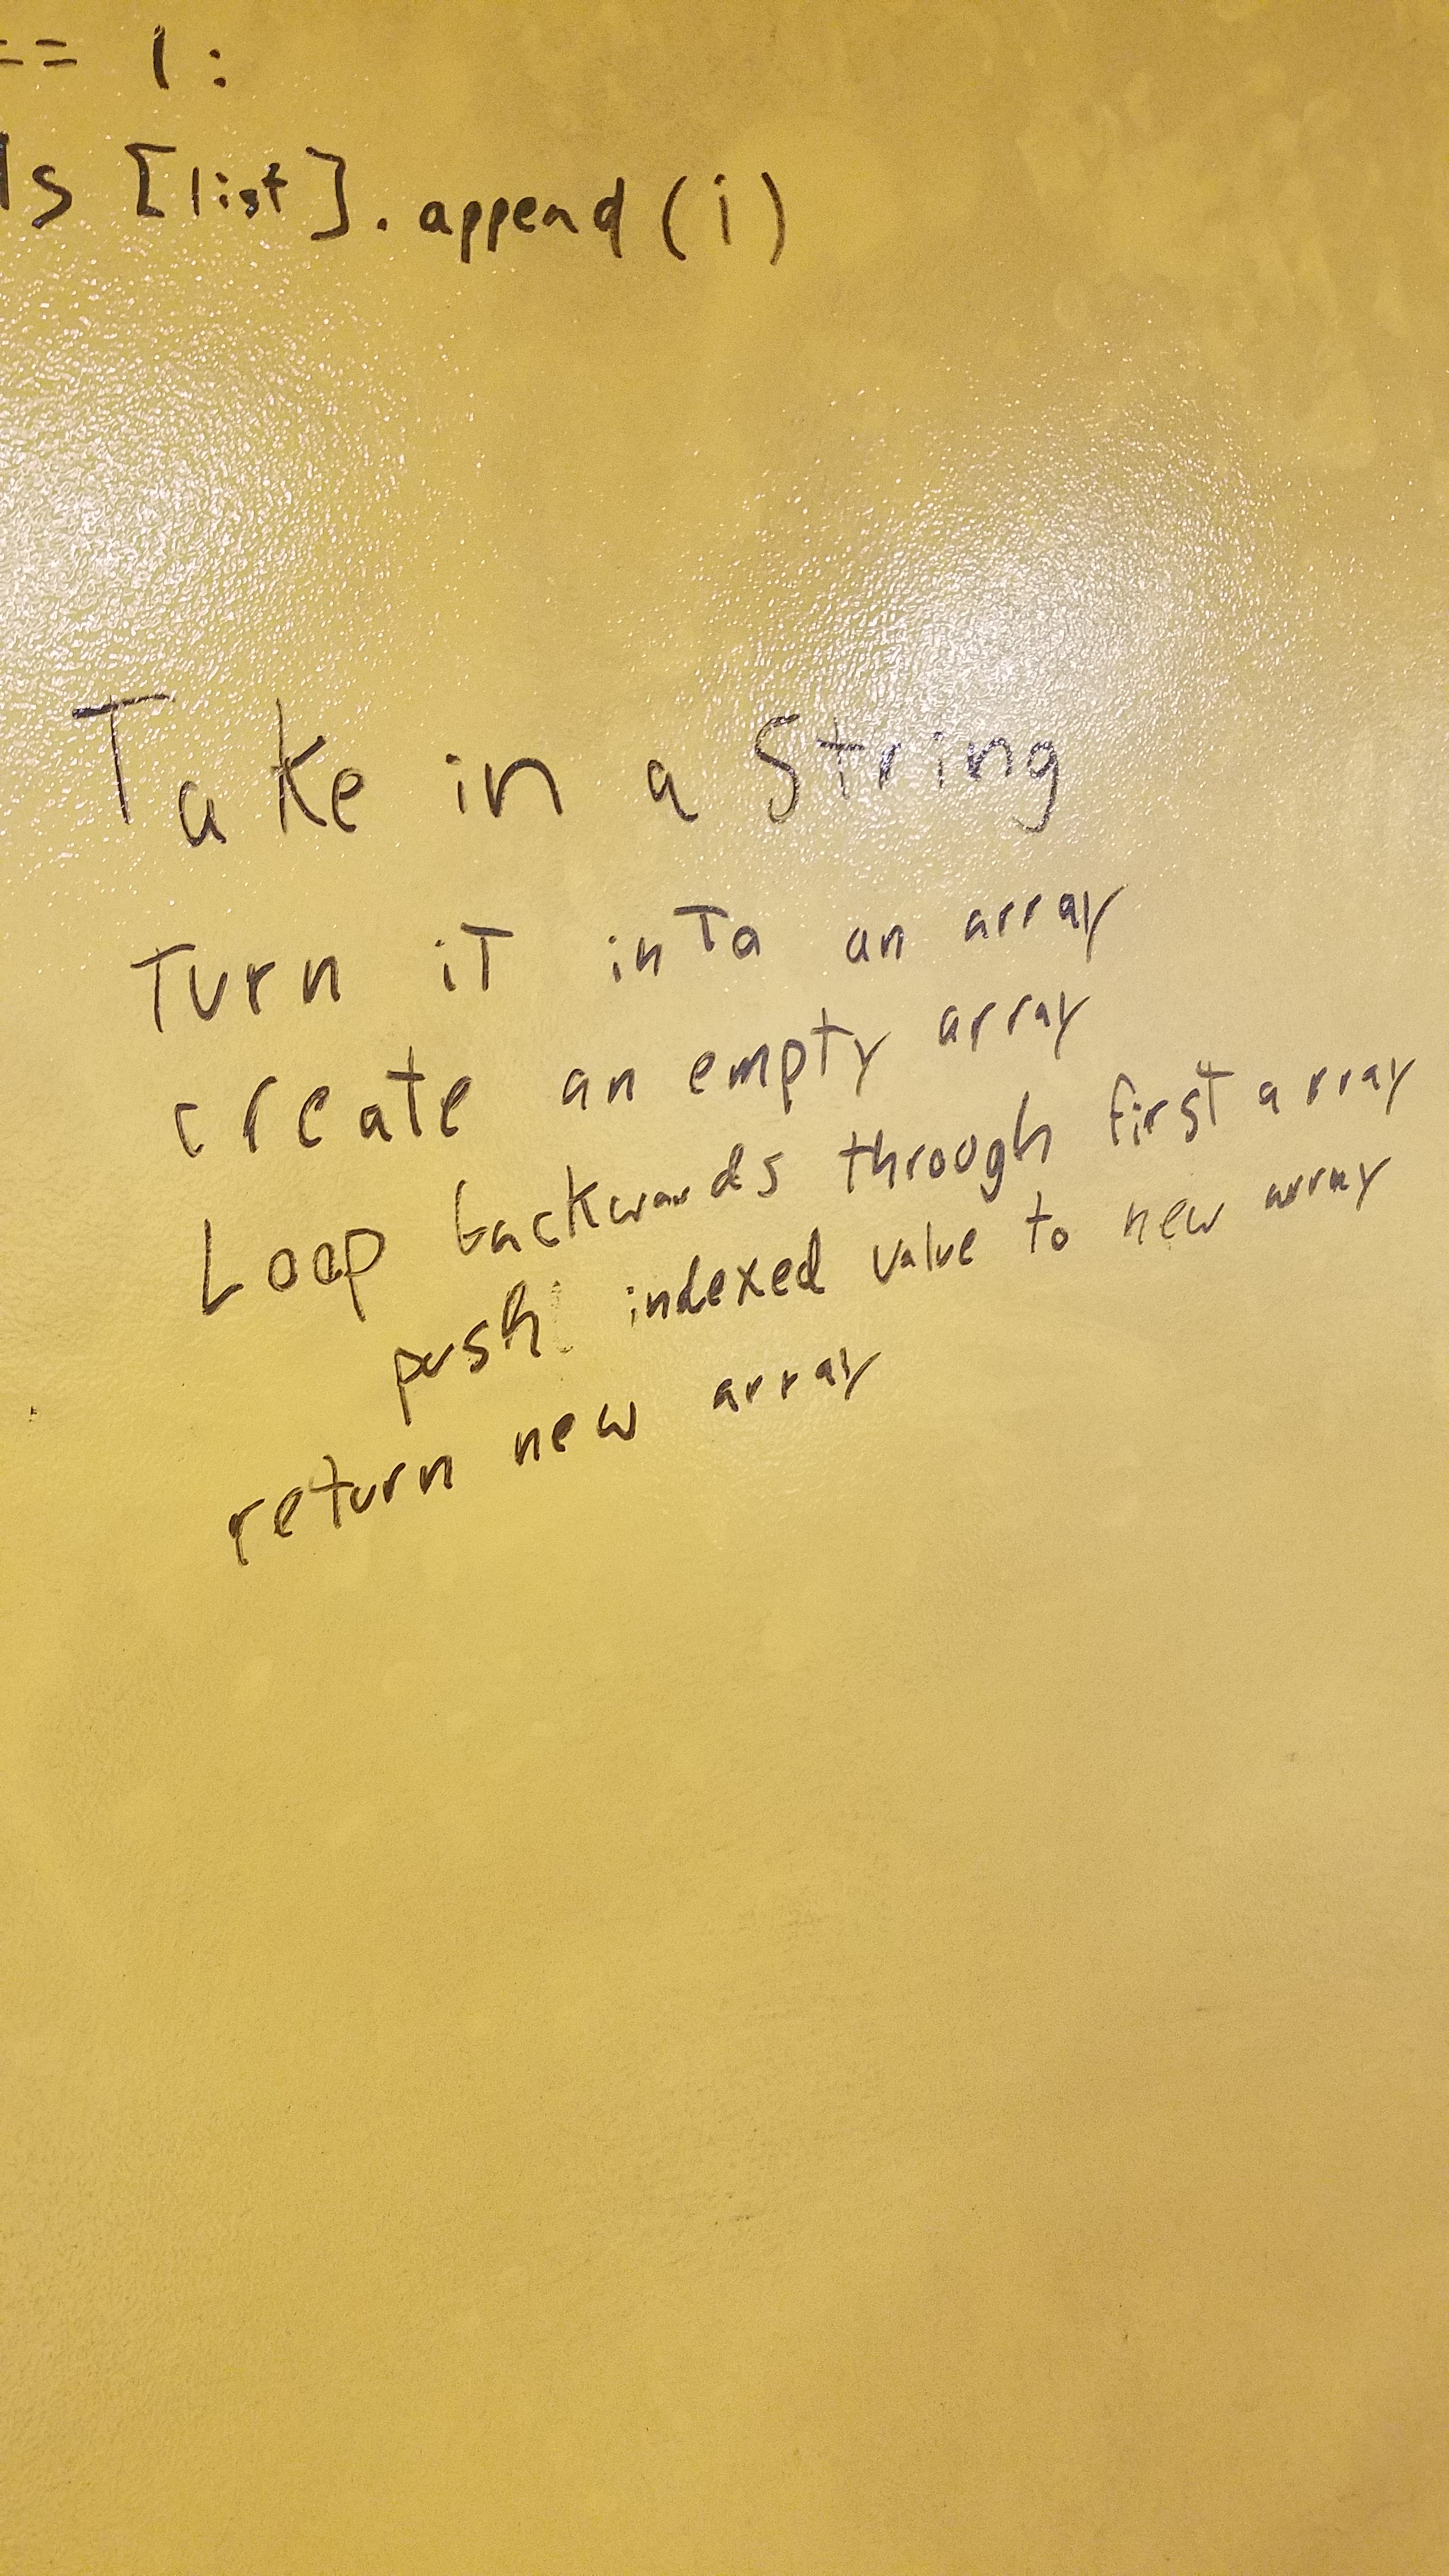 == 1:
ls [list].append(i)
Take in a String
Turn it into an array
create an empty array
Loop backwards through first array
push indexed value to new array
return new array